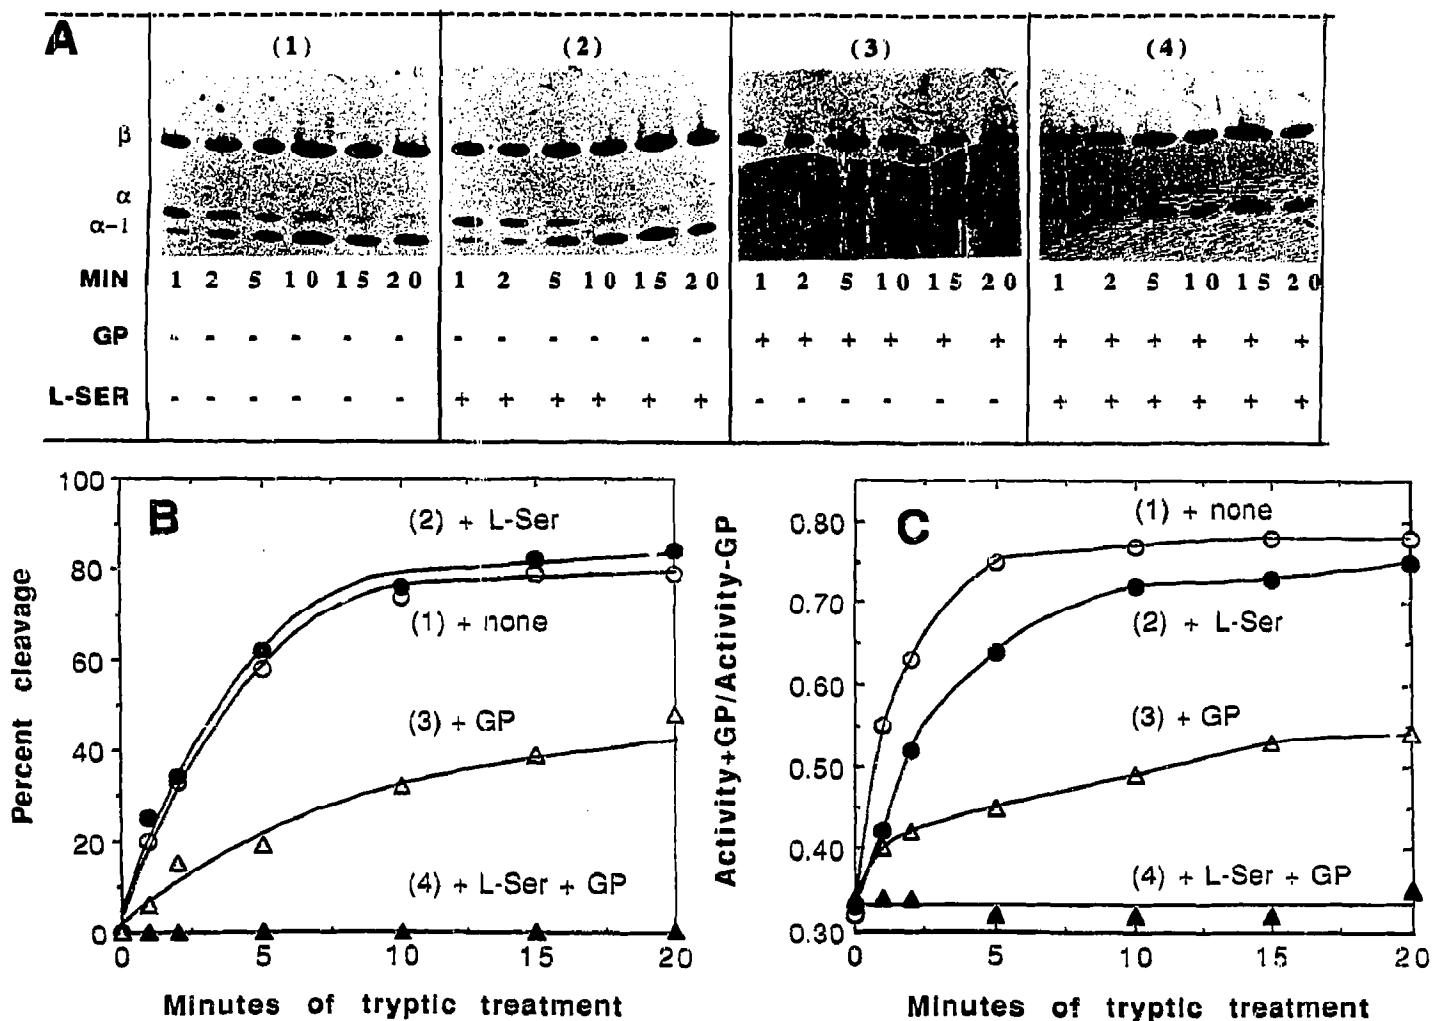 A
(1) (2) (3) (4)
β
α
α-1
MIN 1 2 5 10 15 20 1 2 5 10 15 20 1 2 5 10 15 20 1 2 5 10 15 20
GP - - - - - - - - - - - - + + + + + + + + + + + +
L-SER - - - - - - + + + + + + - - - - - - + + + + + +
B
Percent cleavage
100
80
60
40
20
0
(2) + L-Ser
(1) + none
(3) + GP
(4) + L-Ser + GP
0 5 10 15 20
Minutes of tryptic treatment
C
Activity+GP/Activity-GP
0.80
0.70
0.60
0.50
0.40
0.30
(1) + none
(2) + L-Ser
(3) + GP
(4) + L-Ser + GP
0 5 10 15 20
Minutes of tryptic treatment